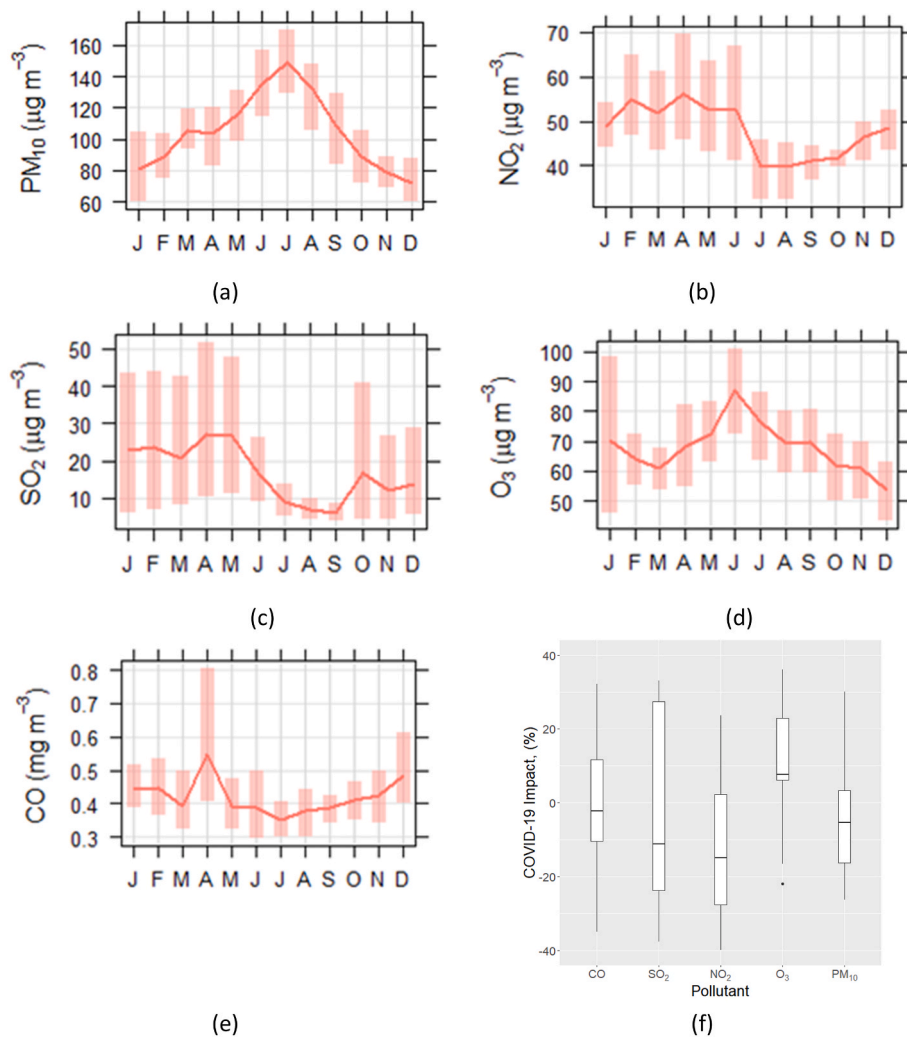 PM₁₀ (µg m⁻³)
160
140
120
100
80
60
J F M A M J J A S O N D
(a)
NO₂ (µg m⁻³)
70
60
50
40
J F M A M J J A S O N D
(b)
SO₂ (µg m⁻³)
50
40
30
20
10
J F M A M J J A S O N D
(c)
O₃ (µg m⁻³)
100
90
80
70
60
50
J F M A M J J A S O N D
(d)
CO (mg m⁻³)
0.8
0.7
0.6
0.5
0.4
0.3
J F M A M J J A S O N D
(e)
COVID-19 Impact, (%)
40
20
0
-20
-40
CO SO₂ NO₂ O₃ PM₁₀
Pollutant
(f)